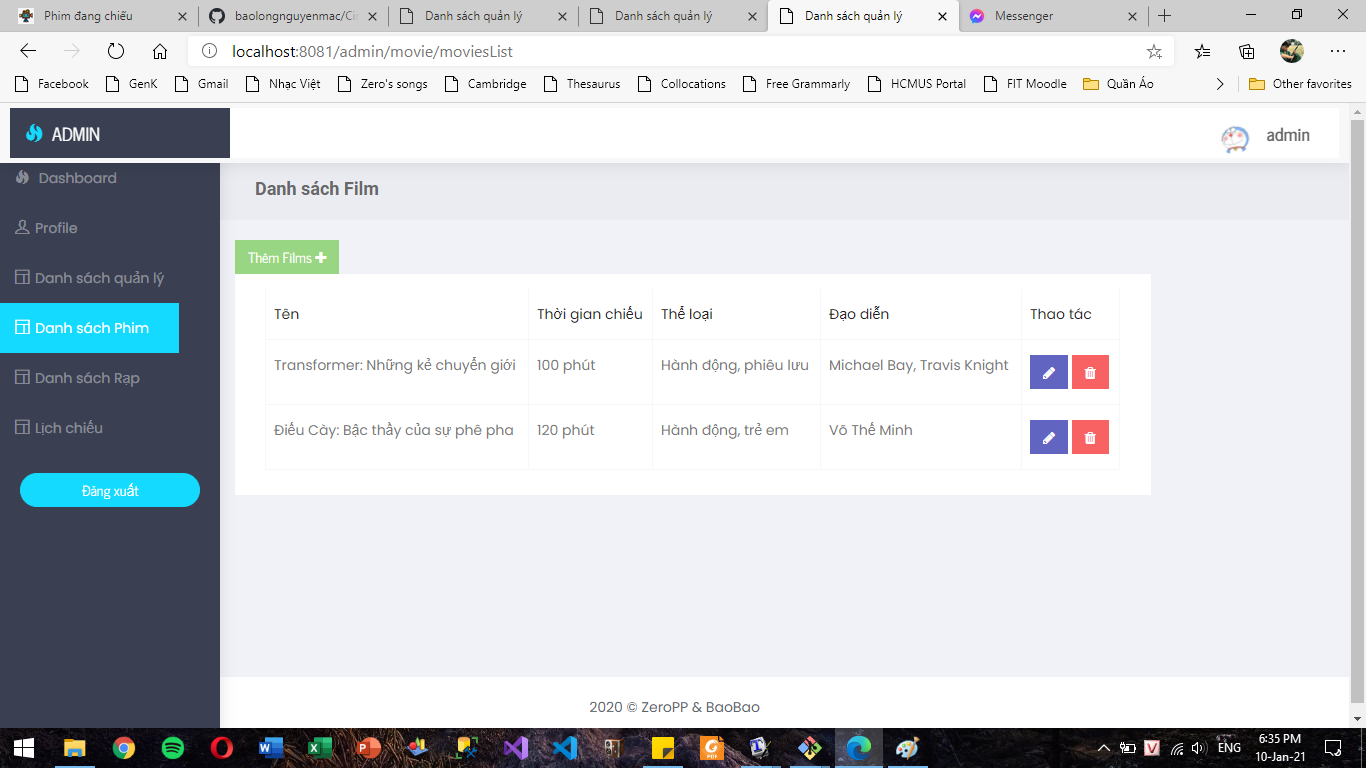 Phim đang chiếu
baolongnguyenmac/Ci
Danh sách quản lý
Danh sách quản lý
Danh sách quản lý
Messenger
localhost:8081/admin/movie/moviesList
Facebook
GenK
Gmail
Nhạc Việt
Zero's songs
Cambridge
Thesaurus
Collocations
Free Grammarly
HCMUS Portal
FIT Moodle
Quần Áo
Other favorites
ADMIN
admin
Dashboard
Profile
Danh sách quản lý
Danh sách Phim
Danh sách Rạp
Lịch chiếu
Đăng xuất
Danh sách Film
Thêm Films
Tên Thời gian chiếu Thể loại Đạo diễn Thao tác
Transformer: Những kẻ chuyển giới 100 phút Hành động, phiêu lưu Michael Bay, Travis Knight
Điếu Cày: Bậc thầy của sự phê pha 120 phút Hành động, trẻ em Võ Thế Minh
2020 © ZeroPP & BaoBao
ENG
6:35 PM
10-Jan-21